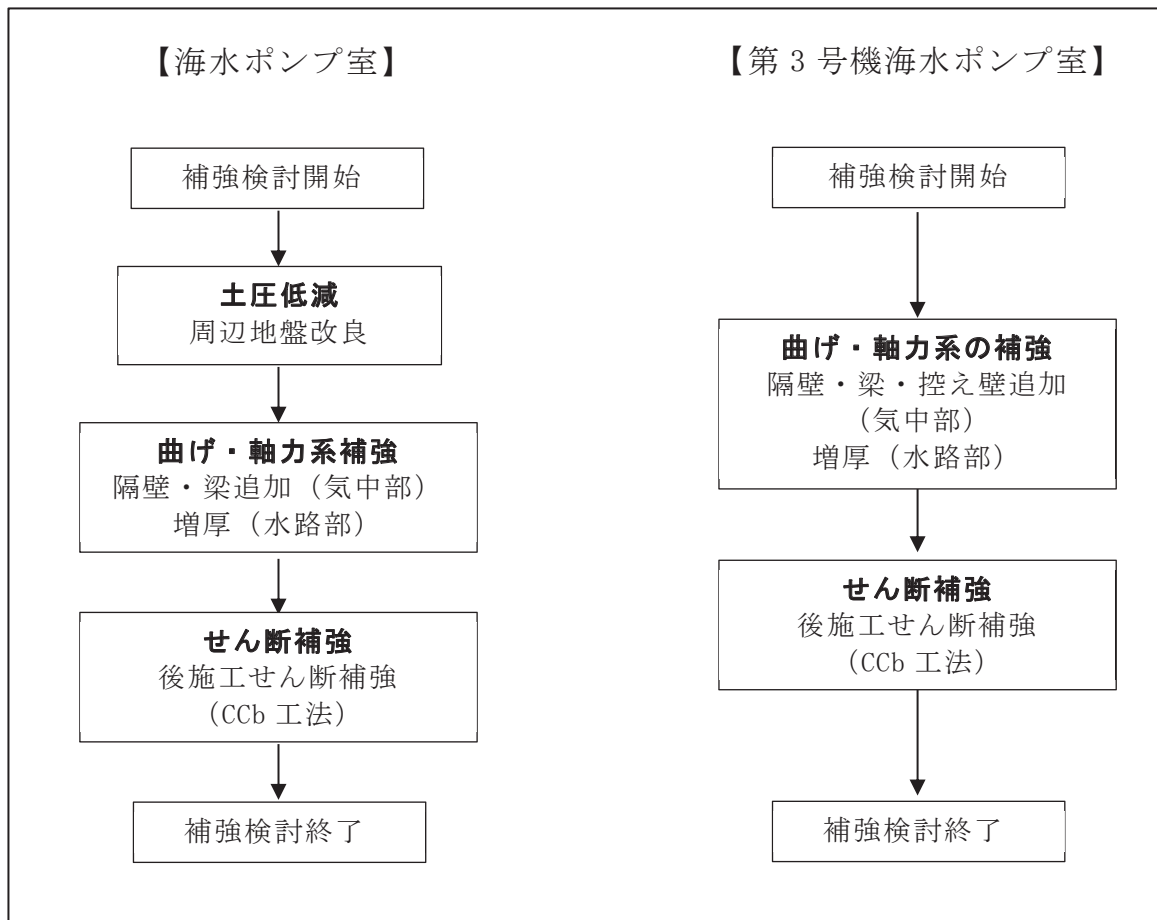 【海水ポンプ室】
補強検討開始
土圧低減
周辺地盤改良
曲げ・軸力系補強
隔壁・梁追加（気中部）
増厚（水路部）
せん断補強
後施工せん断補強
（CCb 工法）
補強検討終了
【第 3 号機海水ポンプ室】
補強検討開始
曲げ・軸力系の補強
隔壁・梁・控え壁追加
（気中部）
増厚（水路部）
せん断補強
後施工せん断補強
（CCb 工法）
補強検討終了